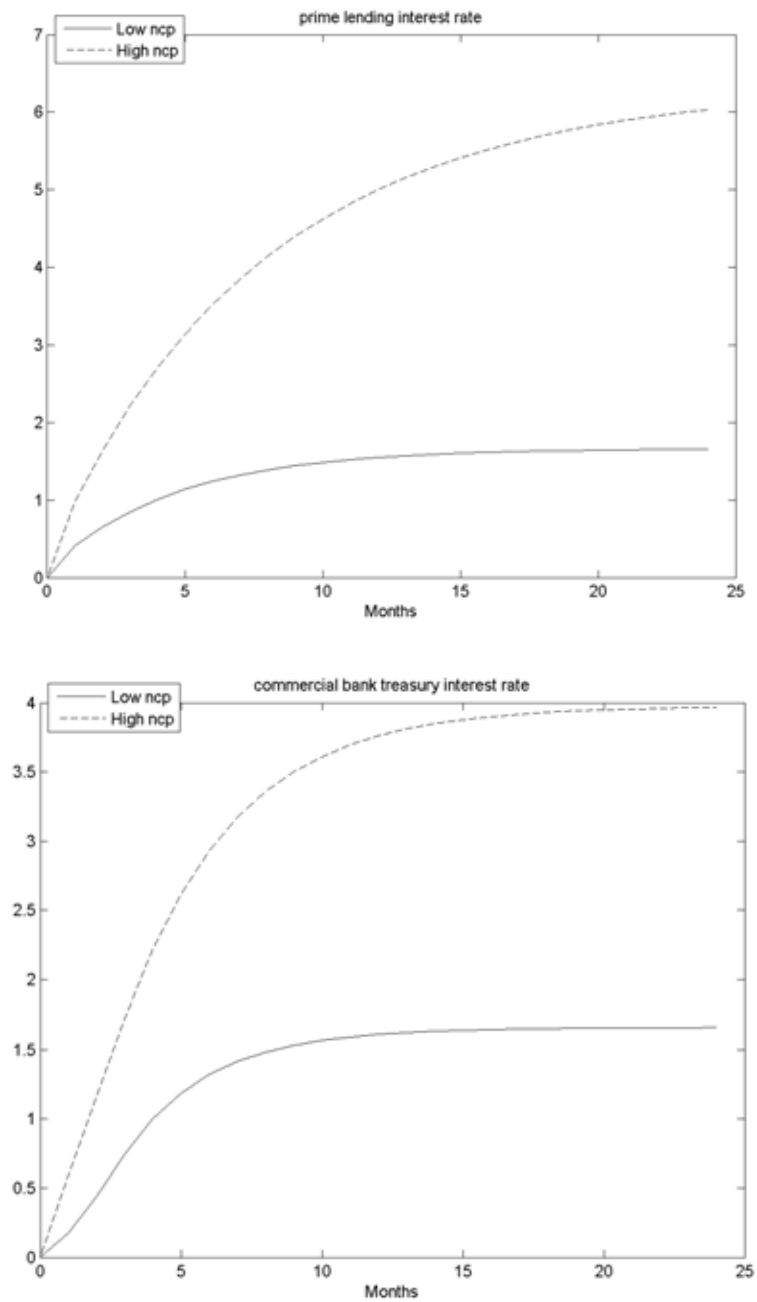 prime lending interest rate
Low ncp
High ncp
7
6
5
4
3
2
1
0
0 5 10 15 20 25
Months
commercial bank treasury interest rate
Low ncp
High ncp
4
3.5
3
2.5
2
1.5
1
0.5
0
0 5 10 15 20 25
Months